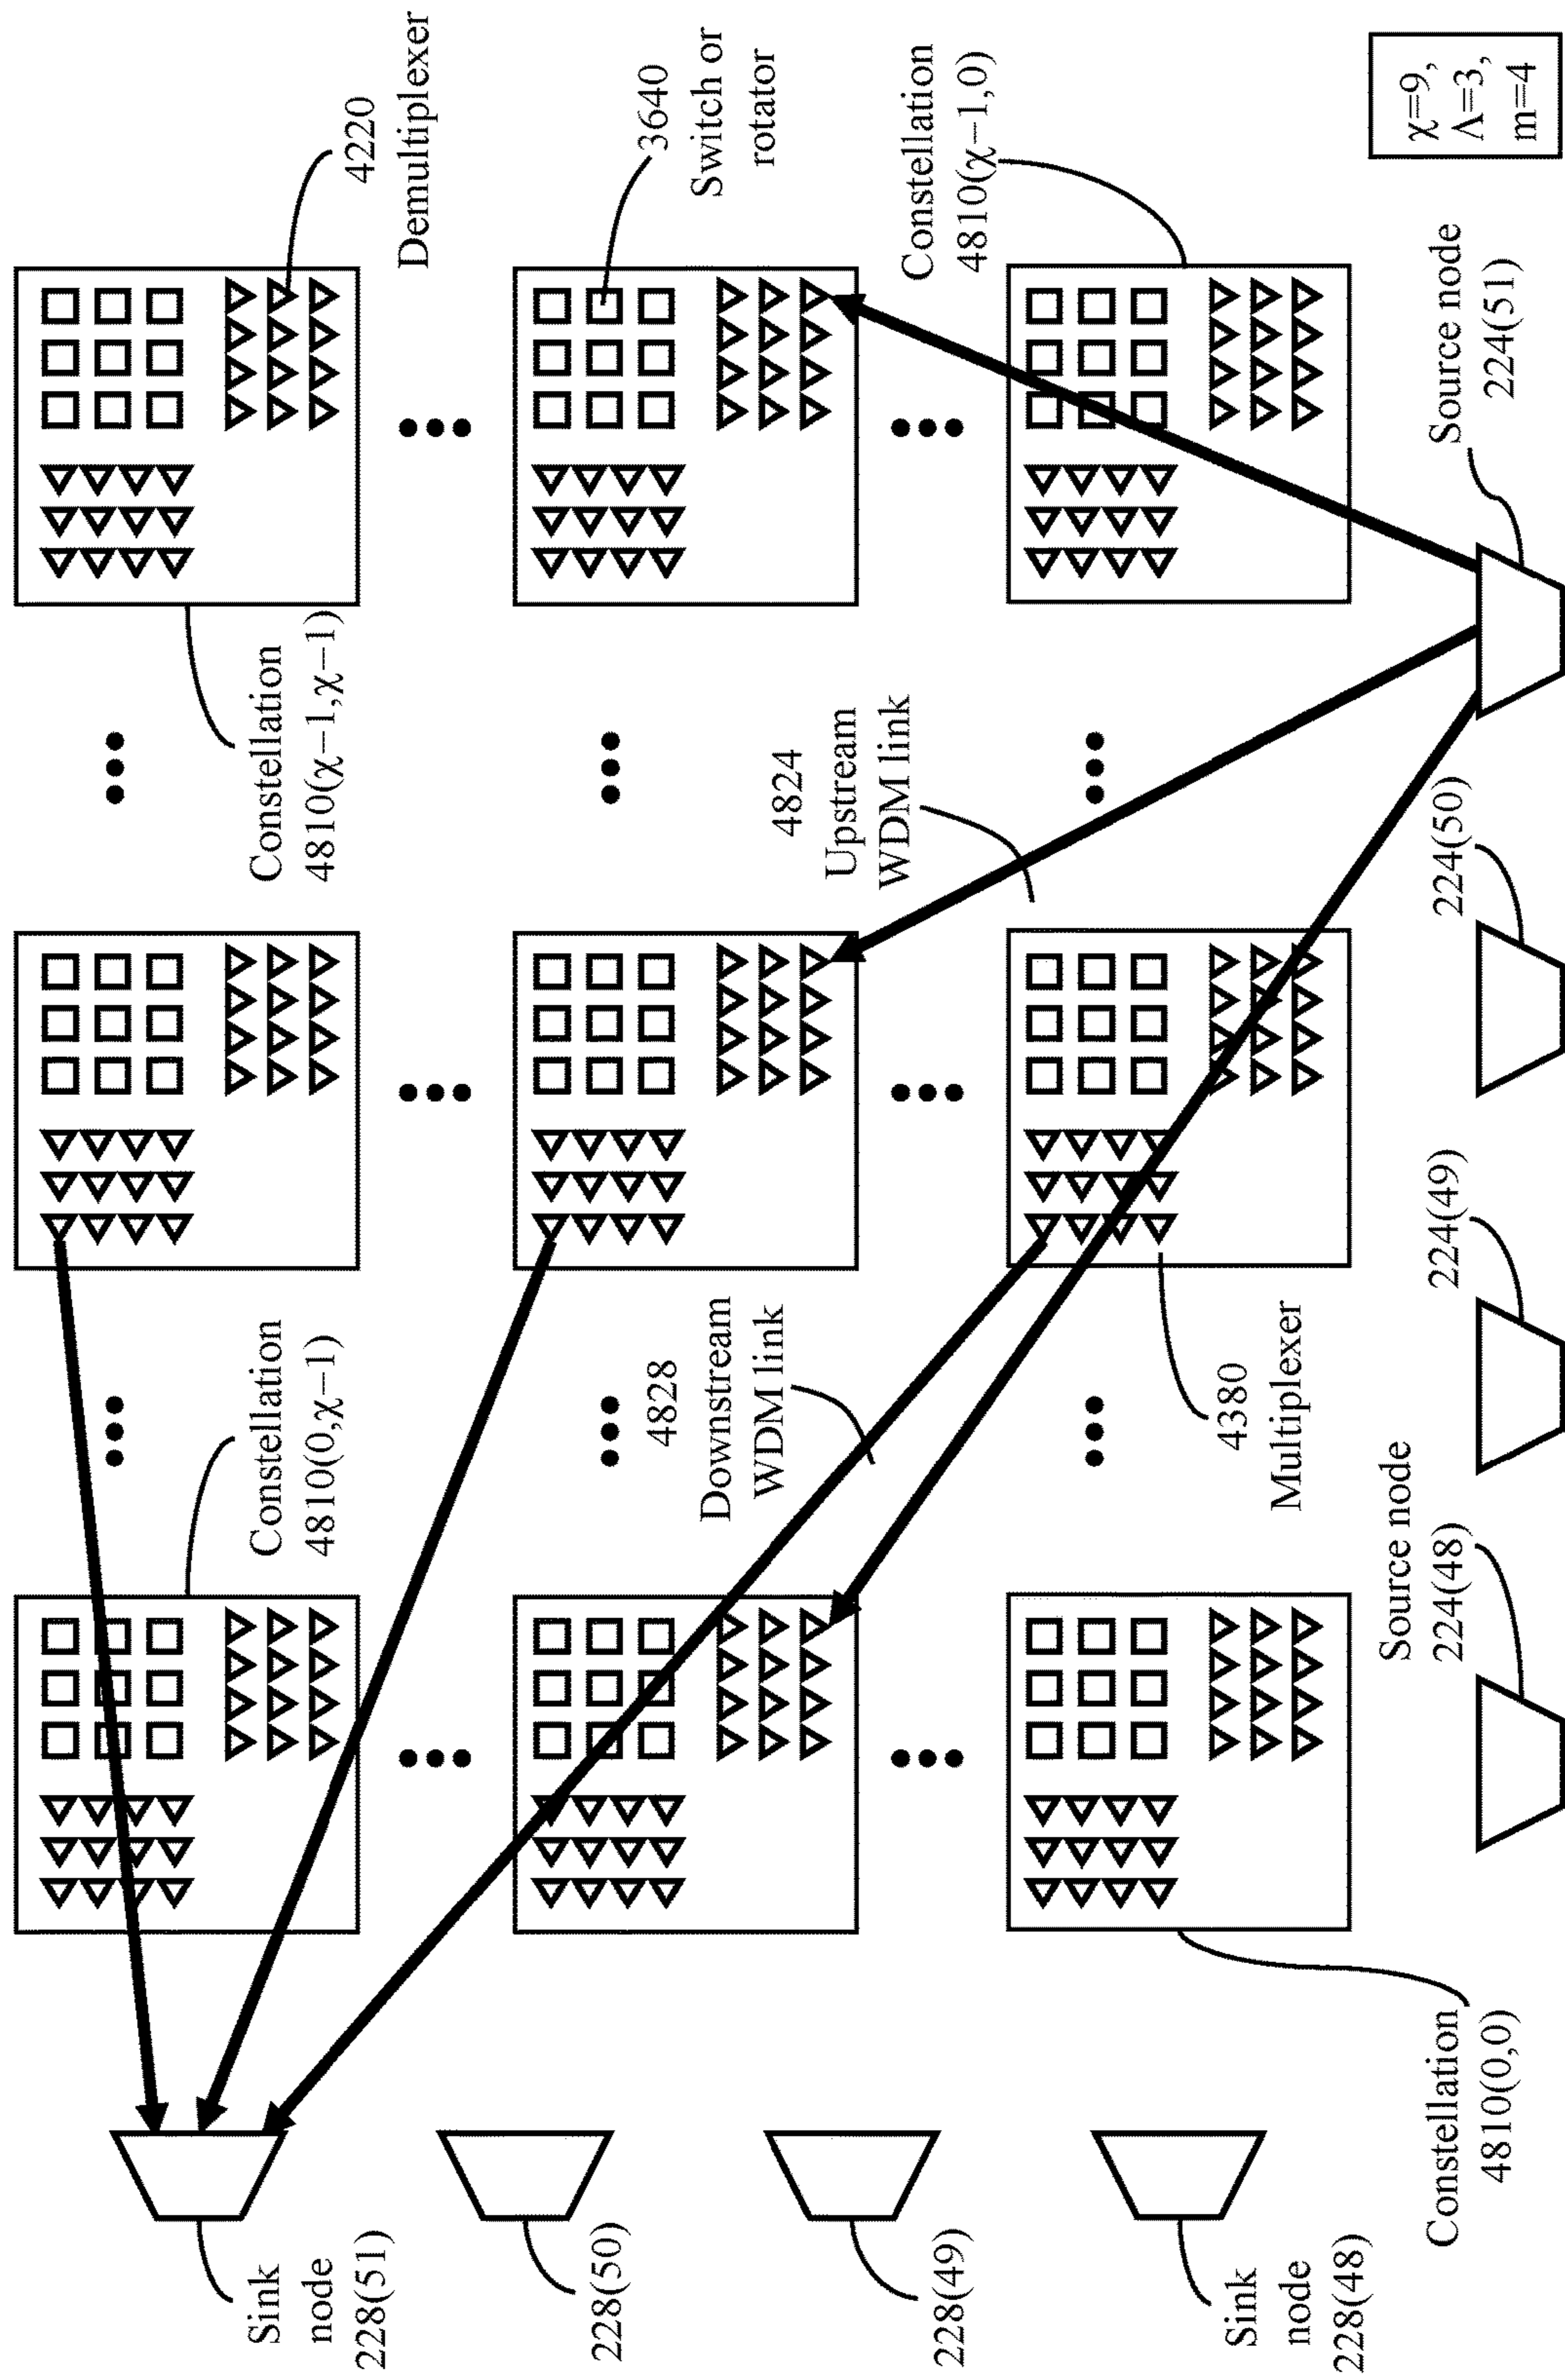 Sink
node
228(51)
Constellation
4810(0,χ−1)
Constellation
4810(χ−1,χ−1)
4220
Demultiplexer
228(50)
4828
Downstream
WDM link
4824
Upstream
WDM link
3640
Switch or
rotator
228(49)
Constellation
4810(χ−1,0)
Sink
node
228(48)
4380
Multiplexer
Constellation
4810(0,0)
Source node
224(48)
224(49)
224(50)
Source node
224(51)
χ=9,
Λ=3,
m=4